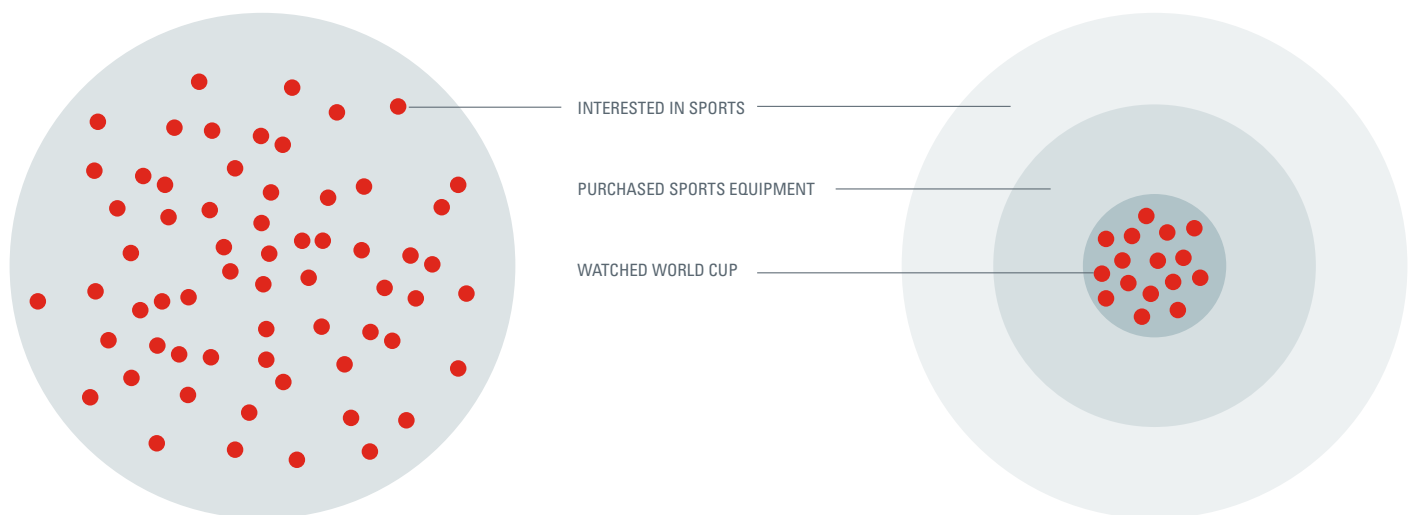 INTERESTED IN SPORTS
PURCHASED SPORTS EQUIPMENT
WATCHED WORLD CUP